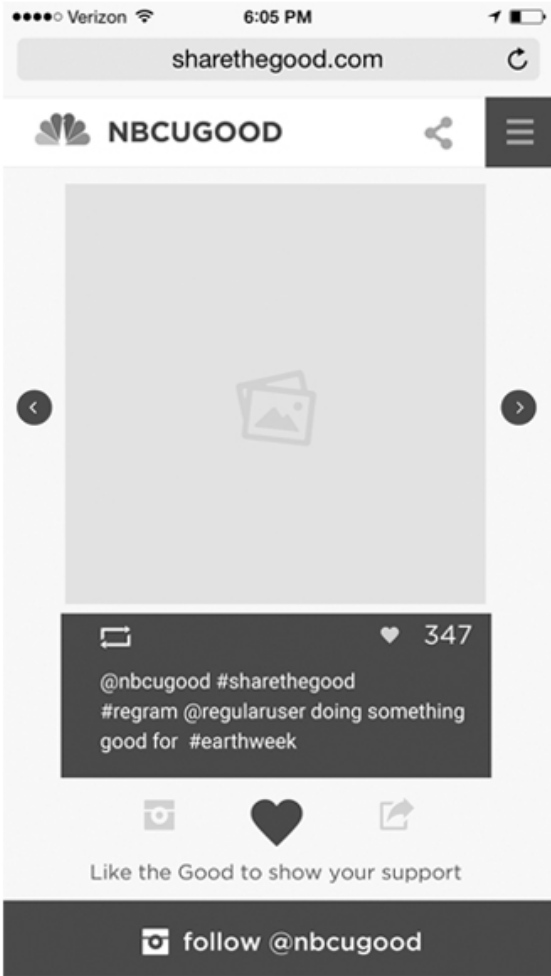 Verizon 6:05 PM
sharethegood.com
NBCUGOOD
347
@nbcugood #sharethegood
#regram @regularuser doing something
good for #earthweek
Like the Good to show your support
follow @nbcugood